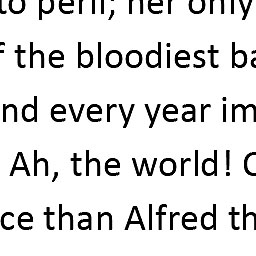 to peril; her only
f the bloodiest ba
nd every year im
Ah, the world! O
ce than Alfred th